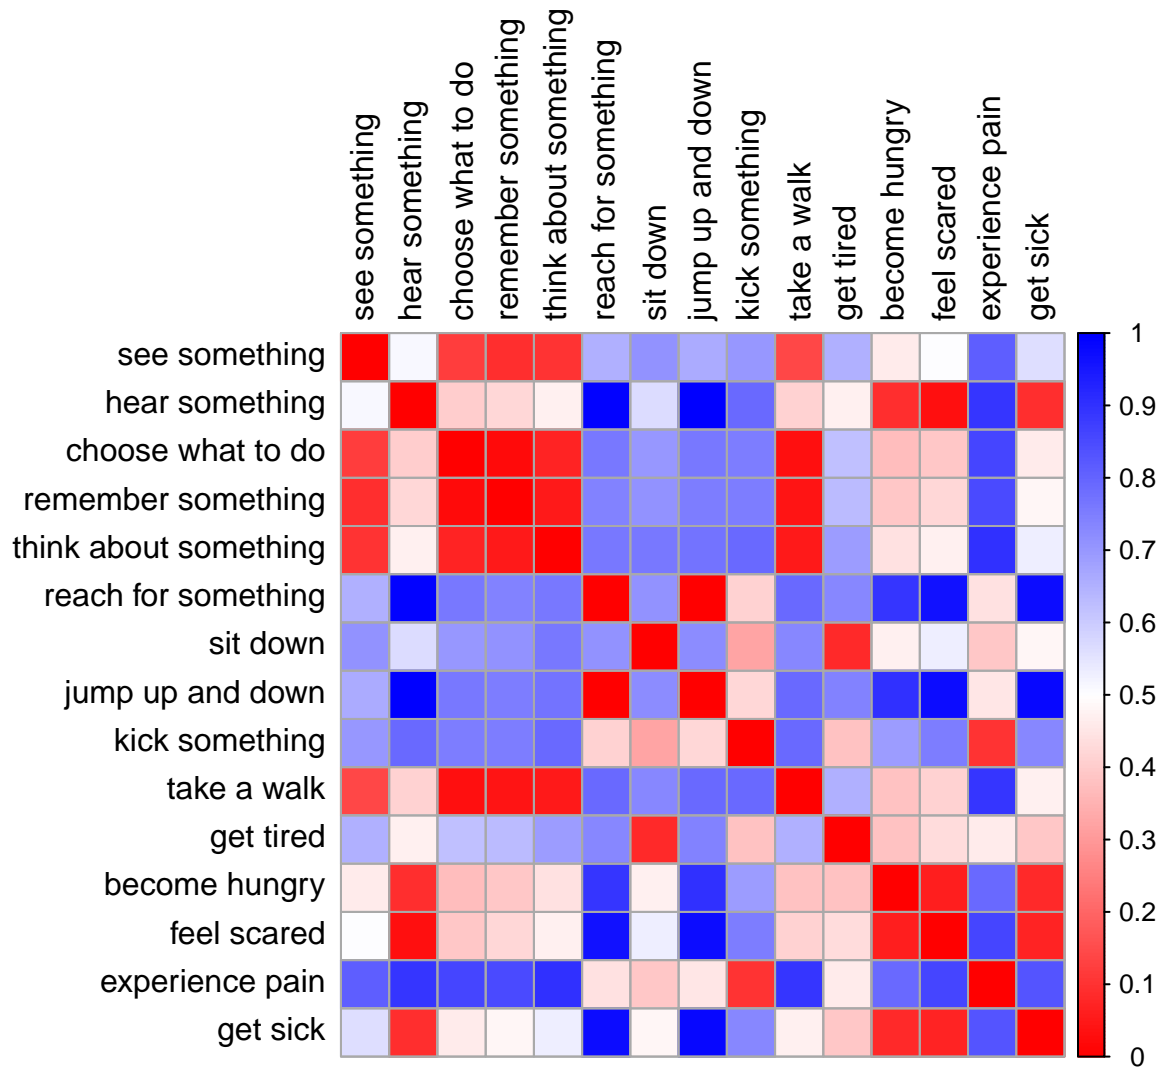 see something
hear something
choose what to do
remember something
think about something
reach for something
sit down
jump up and down
kick something
take a walk
get tired
become hungry
feel scared
experience pain
get sick
see something
hear something
choose what to do
remember something
think about something
reach for something
sit down
jump up and down
kick something
take a walk
get tired
become hungry
feel scared
experience pain
get sick
1
0.9
0.8
0.7
0.6
0.5
0.4
0.3
0.2
0.1
0